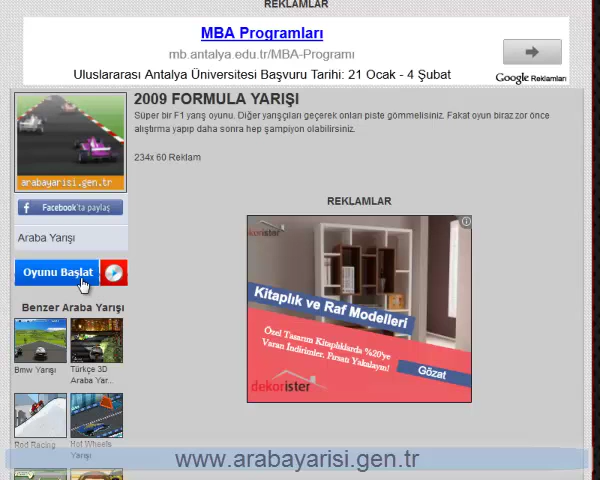 REKLAMLAR
MBA Programları
mb.antalya.edu.tr/MBA-Programı
Uluslararası Antalya Üniversitesi Başvuru Tarihi: 21 Ocak - 4 Şubat
Google Reklamları
2009 FORMULA YARIŞI
Süper bir F1 yarış oyunu. Diğer yarışçıları geçerek onları piste gömmelisiniz. Fakat oyun biraz zor önce
alıştırma yapıp daha sonra hep şampiyon olabilirsiniz.
234x 60 Reklam
arabayarisi.gen.tr
f Facebook'ta paylaş
Araba Yarışı
Oyunu Başlat
REKLAMLAR
dekorister
Kitaplık ve Raf Modelleri
Özel Tasarım Kitaplıklarda %20'ye
Varan İndirimler. Fırsatı Yakalayın!
Gözat
dekorister
Benzer Araba Yarışı
Bmw Yarışı
Türkçe 3D
Araba Yar...
Rod Racing
Hot Wheels
Yarışı
www.arabayarisi.gen.tr